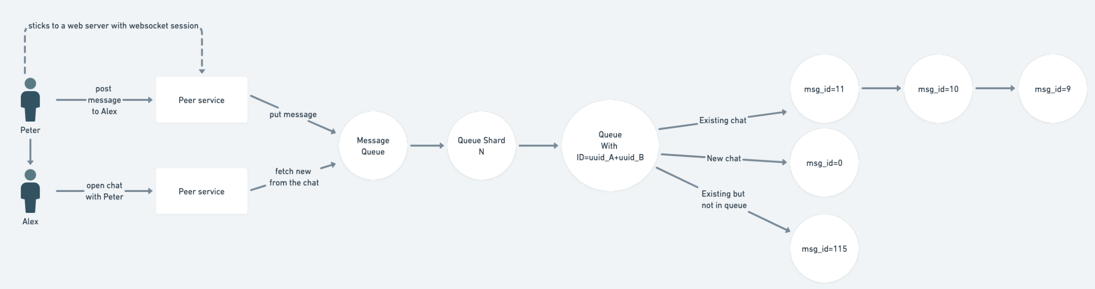 sticks to a web server with websocket session
post
message
to Alex
Peer service
Peter
put message
Message
Queue
Queue Shard
N
Queue
With
ID=uuid_A+uuid_B
Existing chat
msg_id=11
msg_id=10
msg_id=9
New chat
msg_id=0
Existing but
not in queue
msg_id=115
open chat
with Peter
Peer service
fetch new
from the chat
Alex